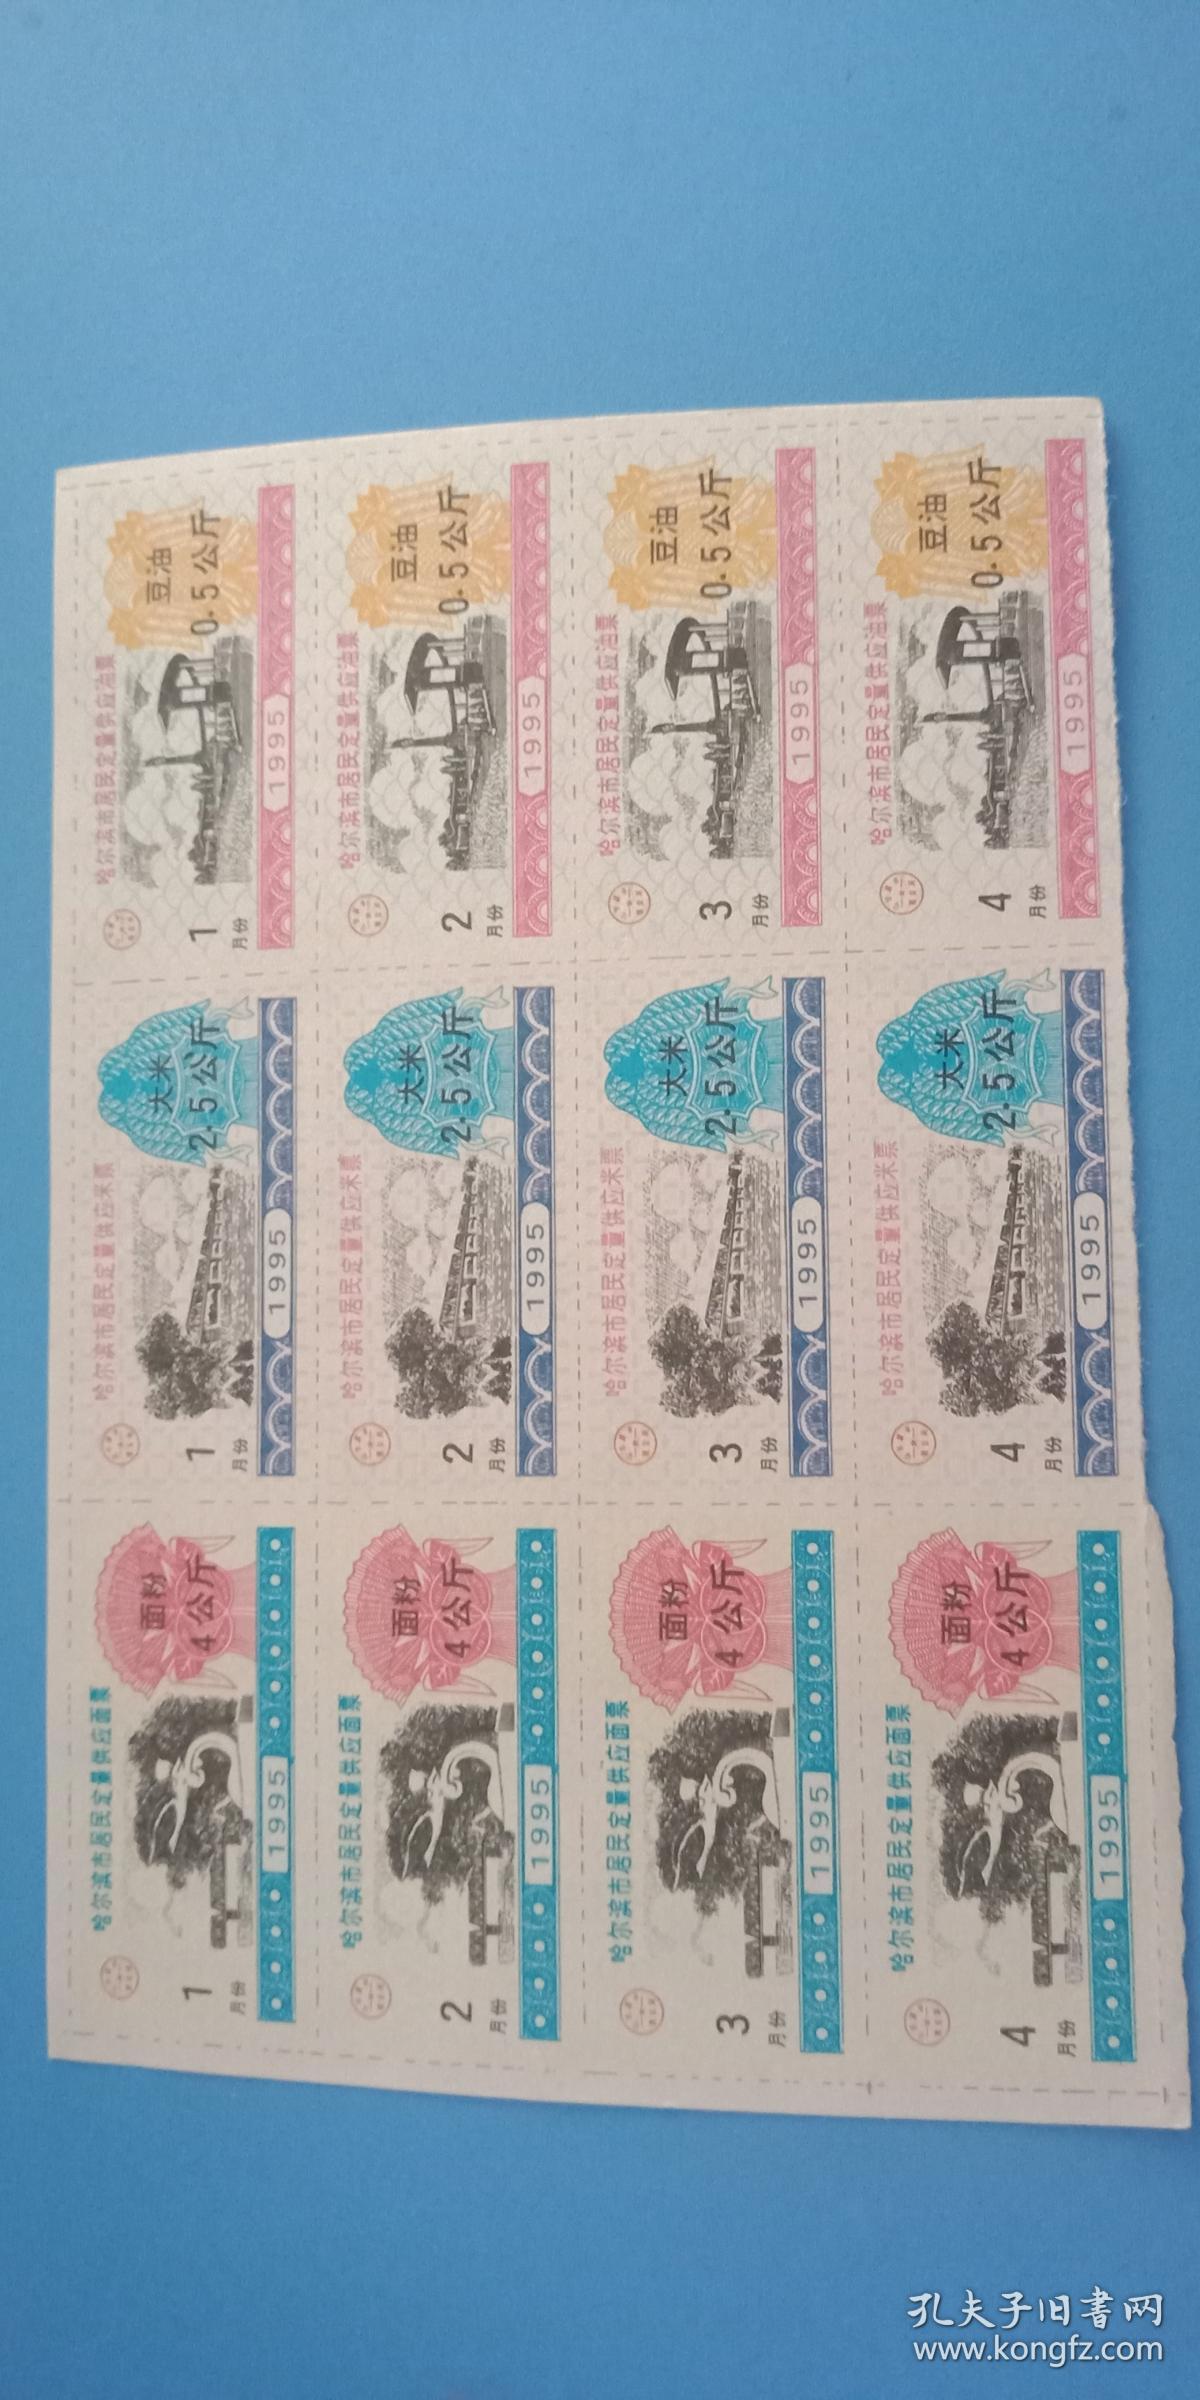 哈尔滨市居民定量供应面票
面粉
4公斤
1
月份
1995
哈尔滨市居民定量供应米票
大米
2.5公斤
1
月份
1995
哈尔滨市居民定量供应油票
豆油
0.5公斤
1
月份
1995
哈尔滨市居民定量供应面票
面粉
4公斤
2
月份
1995
哈尔滨市居民定量供应米票
大米
2.5公斤
2
月份
1995
哈尔滨市居民定量供应油票
豆油
0.5公斤
2
月份
1995
哈尔滨市居民定量供应面票
面粉
4公斤
3
月份
1995
哈尔滨市居民定量供应米票
大米
2.5公斤
3
月份
1995
哈尔滨市居民定量供应油票
豆油
0.5公斤
3
月份
1995
哈尔滨市居民定量供应面票
面粉
4公斤
4
月份
1995
哈尔滨市居民定量供应米票
大米
2.5公斤
4
月份
1995
哈尔滨市居民定量供应油票
豆油
0.5公斤
4
月份
1995
孔夫子旧书网
www.kongfz.com